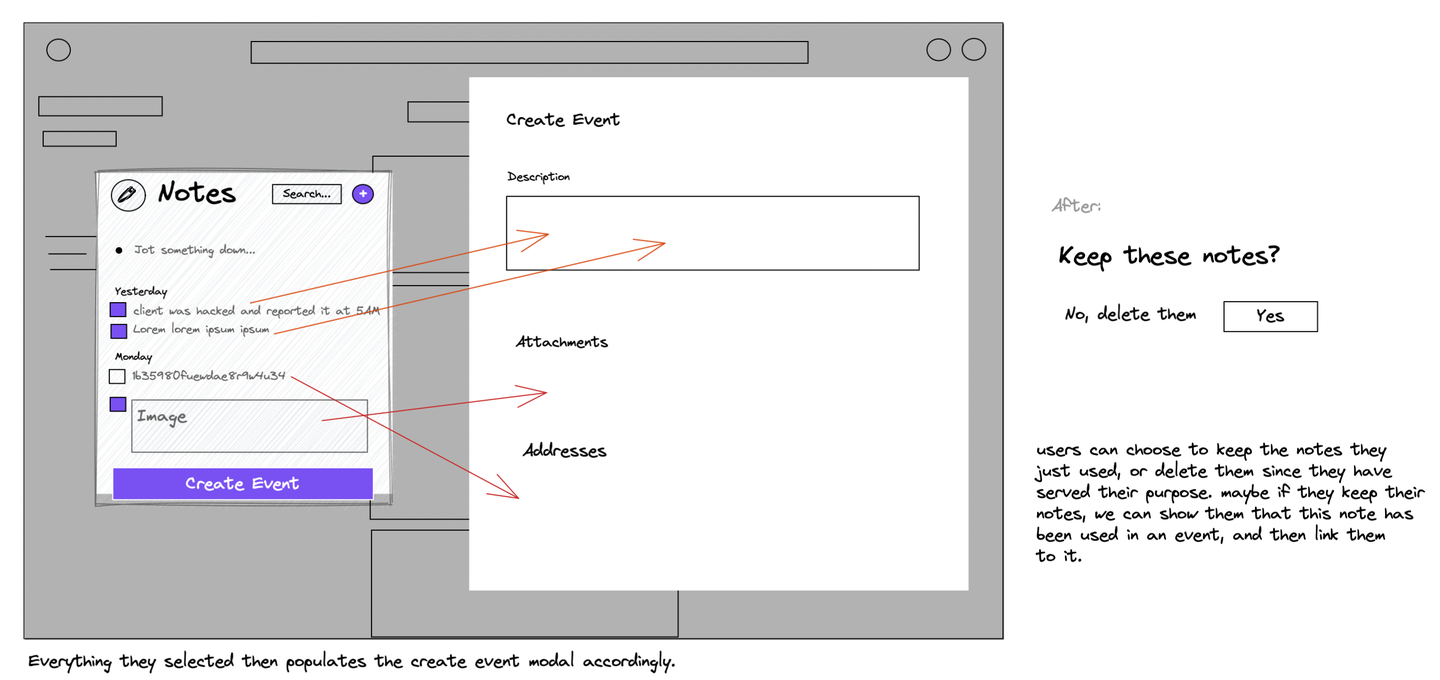 Create Event
Description
Attachments
Addresses
Notes
Search...
+
Jot something down...
Yesterday
client was hacked and reported it at 5AM
Lorem lorem ipsum ipsum
Monday
1b35980fuewdae8r9w4u34
Image
Create Event
After:
Keep these notes?
No, delete them
Yes
users can choose to keep the notes they
just used, or delete them since they have
served their purpose. maybe if they keep their
notes, we can show them that this note has
been used in an event, and then link them
to it.
Everything they selected then populates the create event modal accordingly.